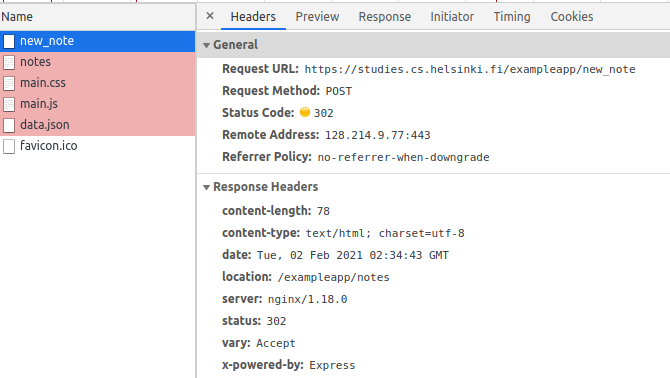 Name
× Headers Preview Response Initiator Timing Cookies
new_note
notes
main.css
main.js
data.json
favicon.ico
▼ General
Request URL: https://studies.cs.helsinki.fi/exampleapp/new_note
Request Method: POST
Status Code: 302
Remote Address: 128.214.9.77:443
Referrer Policy: no-referrer-when-downgrade
▼ Response Headers
content-length: 78
content-type: text/html; charset=utf-8
date: Tue, 02 Feb 2021 02:34:43 GMT
location: /exampleapp/notes
server: nginx/1.18.0
status: 302
vary: Accept
x-powered-by: Express